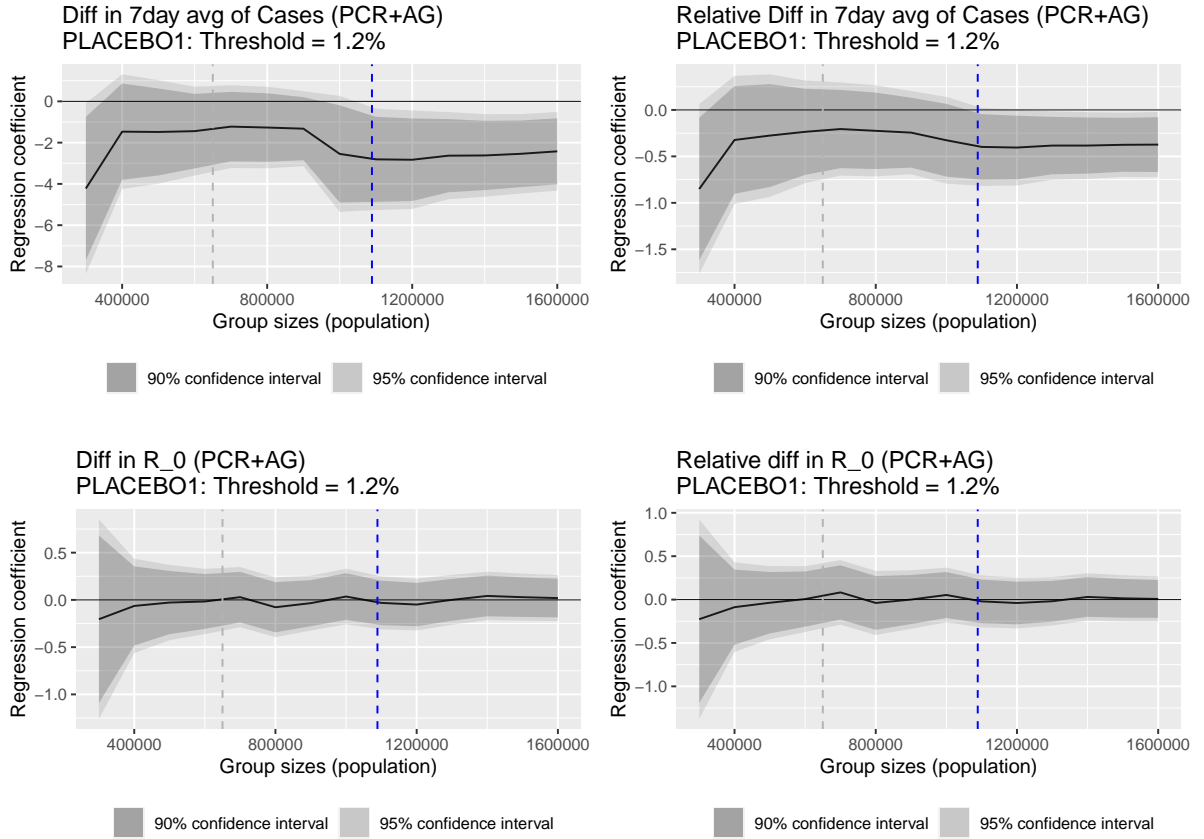 Diff in 7day avg of Cases (PCR+AG)
PLACEBO1: Threshold = 1.2%
Regression coefficient
0
−2
−4
−6
−8
400000 800000 1200000 1600000
Group sizes (population)
90% confidence interval 95% confidence interval
Relative Diff in 7day avg of Cases (PCR+AG)
PLACEBO1: Threshold = 1.2%
Regression coefficient
0.0
−0.5
−1.0
−1.5
400000 800000 1200000 1600000
Group sizes (population)
90% confidence interval 95% confidence interval
Diff in R_0 (PCR+AG)
PLACEBO1: Threshold = 1.2%
Regression coefficient
0.5
0.0
−0.5
−1.0
400000 800000 1200000 1600000
Group sizes (population)
90% confidence interval 95% confidence interval
Relative diff in R_0 (PCR+AG)
PLACEBO1: Threshold = 1.2%
Regression coefficient
1.0
0.5
0.0
−0.5
−1.0
400000 800000 1200000 1600000
Group sizes (population)
90% confidence interval 95% confidence interval